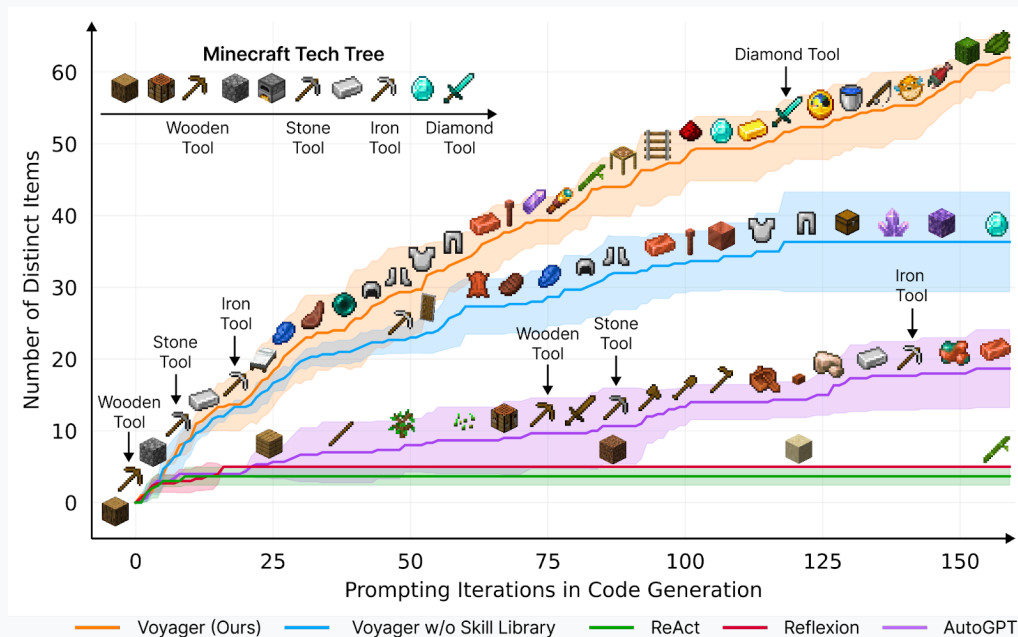 Minecraft Tech Tree
Wooden
Tool
Stone
Tool
Iron
Tool
Diamond
Tool
Diamond Tool
Iron
Tool
Wooden
Tool
Stone
Tool
Iron
Tool
Stone
Tool
Wooden
Tool
Number of Distinct Items
60
50
40
30
20
10
0
0 25 50 75 100 125 150
Prompting Iterations in Code Generation
Voyager (Ours) Voyager w/o Skill Library ReAct Reflexion AutoGPT